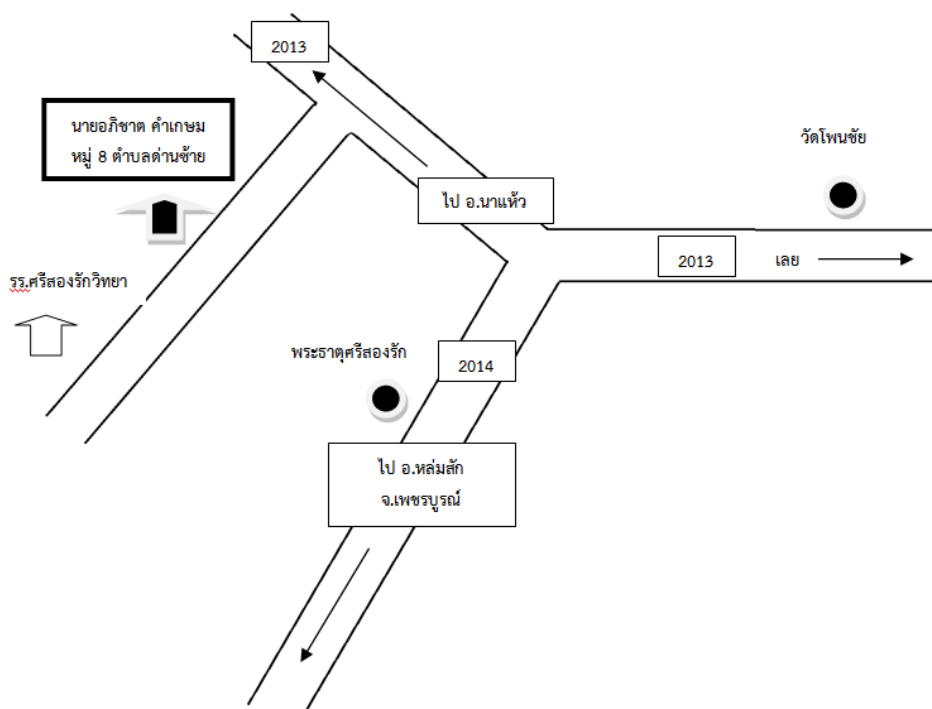 2013
นายอภิชาต คำเกษม
หมู่ 8 ตำบลด่านซ้าย
วัดโพนชัย
ไป อ.นาแห้ว
2013
เลย
รร.ศรีสองรักวิทยา
พระธาตุศรีสองรัก
2014
ไป อ.หล่มสัก
จ.เพชรบูรณ์